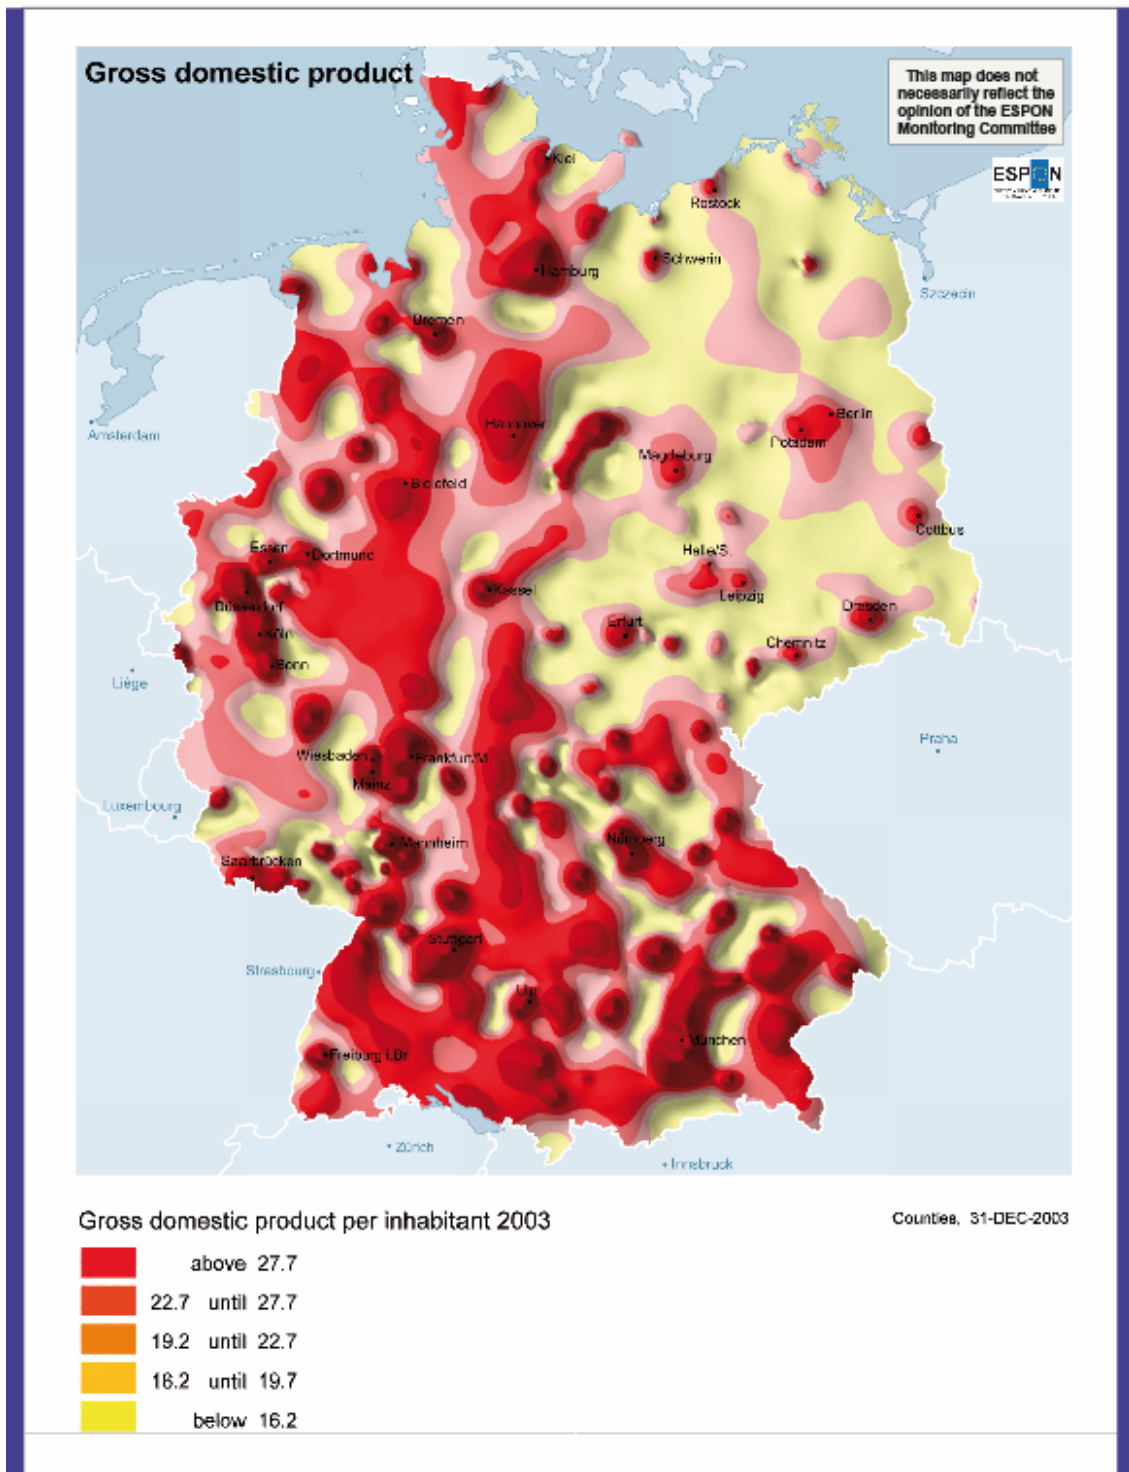 Gross domestic product
This map does not
necessarily reflect the
opinion of the ESPON
Monitoring Committee
ESPON
Kiel
Rostock
Schwerin
Hamburg
Szczecin
Bremen
Amsterdam
Hannover
Berlin
Potsdam
Magdeburg
Bielefeld
Cottbus
Essen
Dortmund
Halle/S.
Kassel
Leipzig
Düsseldorf
Dresden
Erfurt
Köln
Chemnitz
Bonn
Liége
Praha
Wiesbaden
Frankfurt/M.
Mainz
Luxembourg
Nürnberg
Mannheim
Saarbrücken
Stuttgart
Strasbourg
Ulm
München
Freiburg i.Br.
Zürich
Innsbruck
Gross domestic product per inhabitant 2003
Counties, 31-DEC-2003
above 27.7
22.7 until 27.7
19.2 until 22.7
16.2 until 19.7
below 16.2